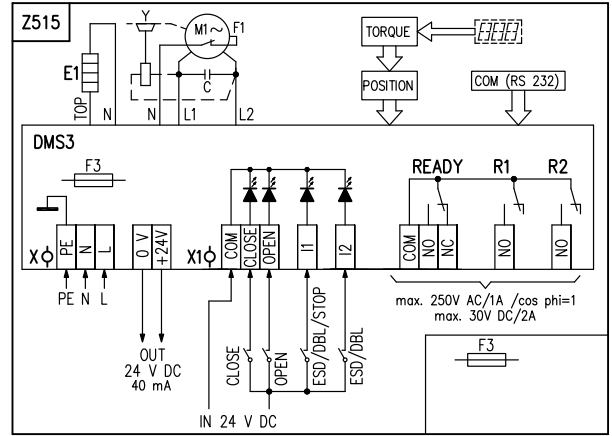 Z515
Y
M1~
F1
TORQUE
E1
C
POSITION
COM (RS 232)
TOP
N
N
L1
L2
DMS3
F3
READY
R1
R2
X
PE
N
L
0 V
+24V
X1
COM
CLOSE
OPEN
I1
I2
COM
NO
NC
NO
NO
PE N L
OUT
24 V DC
40 mA
CLOSE
OPEN
ESD/DBL/STOP
ESD/DBL
IN 24 V DC
max. 250V AC/1A /cos phi=1
max. 30V DC/2A
F3